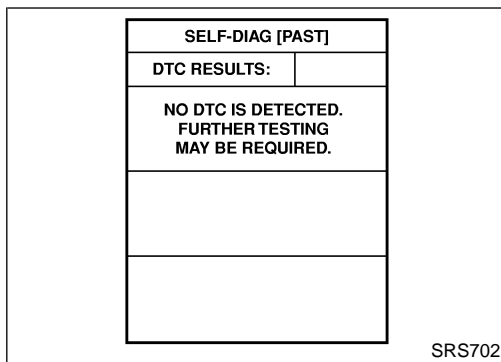 SELF-DIAG [PAST]
DTC RESULTS:
NO DTC IS DETECTED.
FURTHER TESTING
MAY BE REQUIRED.
SRS702